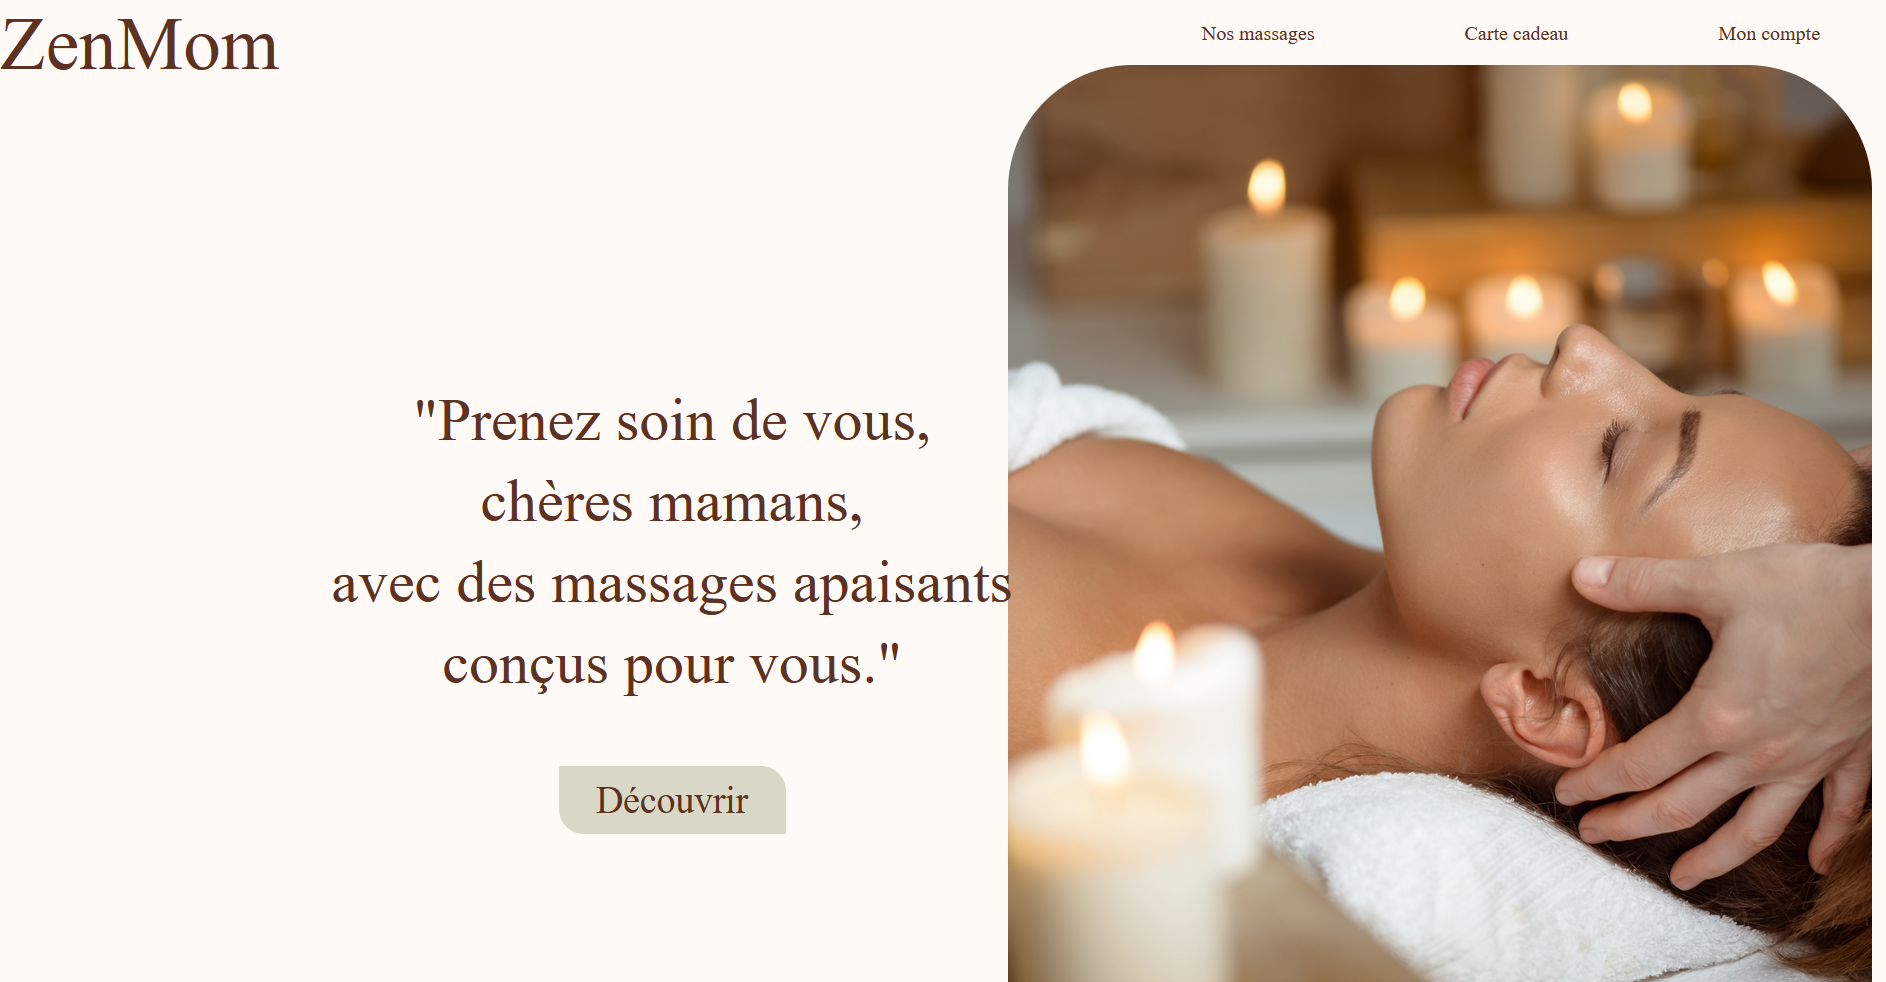 ZenMom
Nos massages
Carte cadeau
Mon compte
"Prenez soin de vous,
chères mamans,
avec des massages apaisants
conçus pour vous."
Découvrir